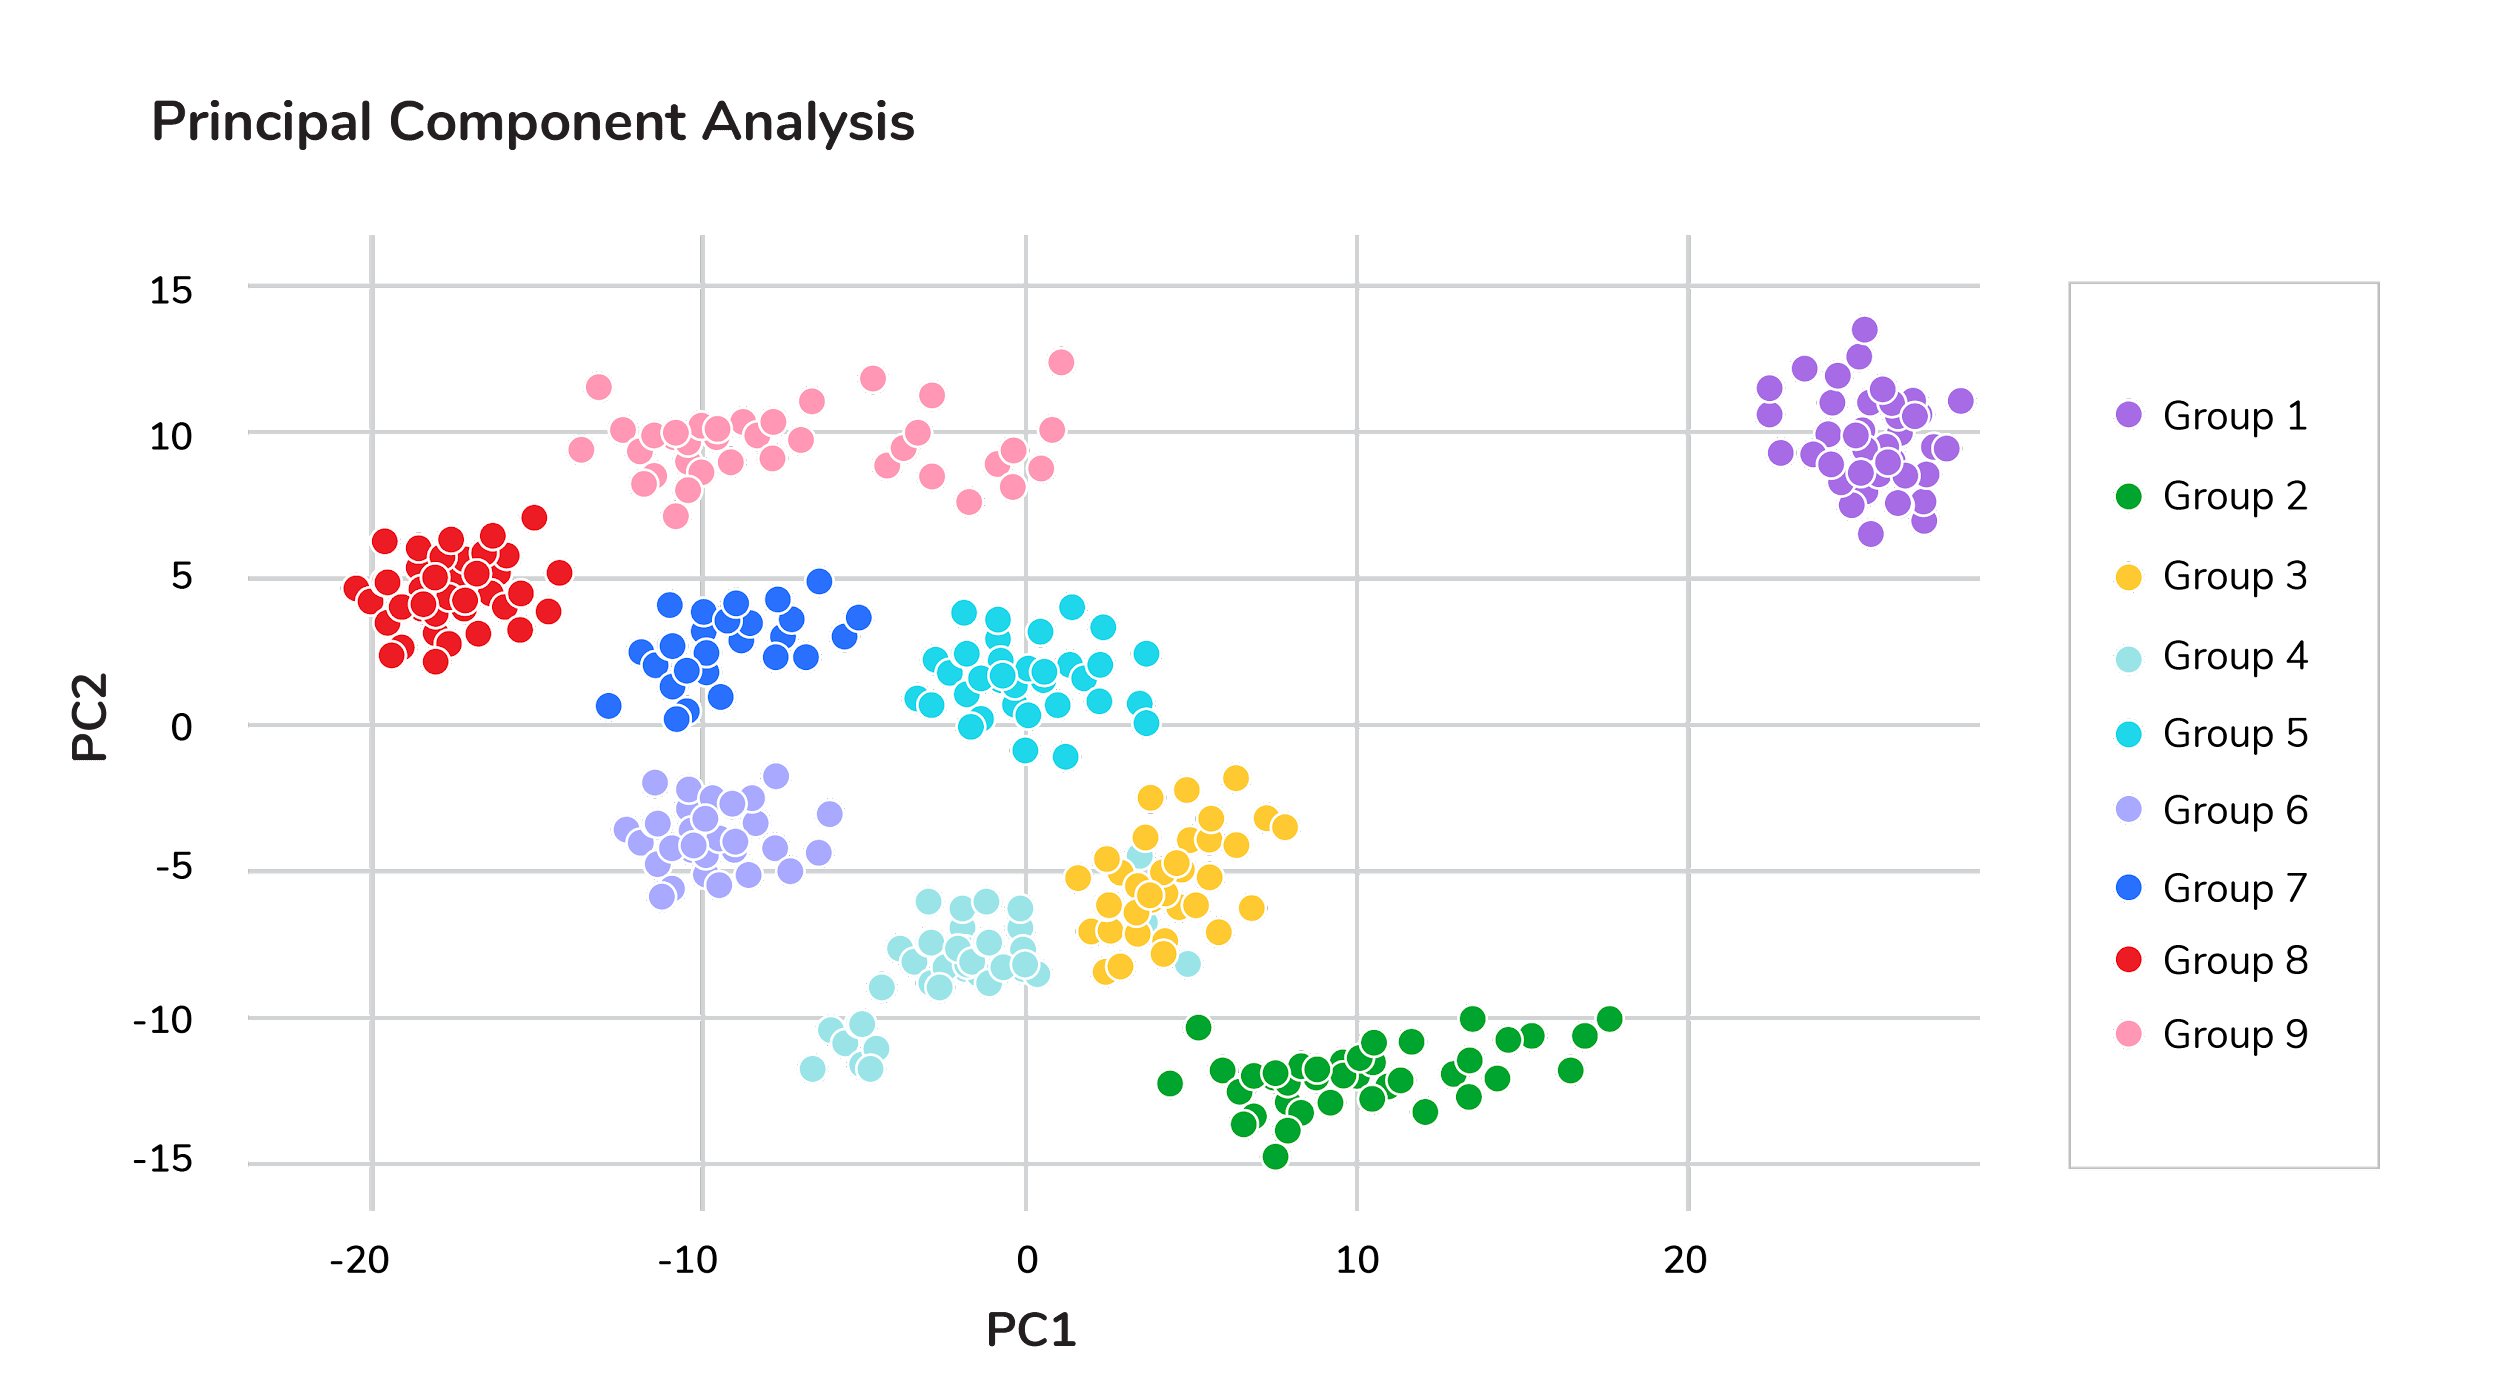 Principal Component Analysis
15
10
5
0
-5
-10
-15
PC2
-20 -10 0 10 20
PC1
Group 1
Group 2
Group 3
Group 4
Group 5
Group 6
Group 7
Group 8
Group 9